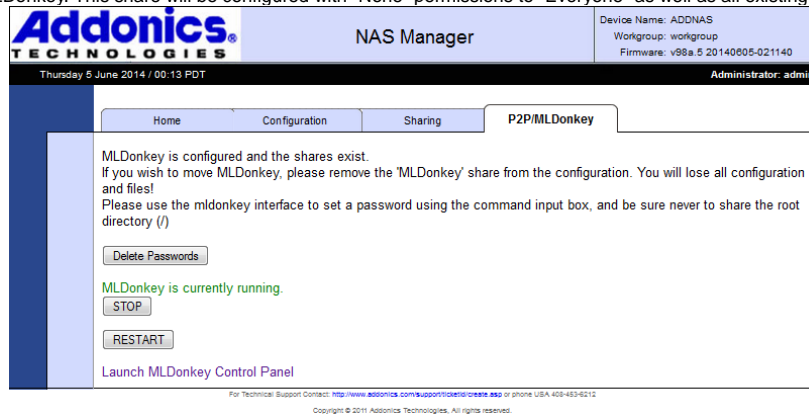 Donkey. This share will be configured with "None" permissions to "Everyone" as well as all existing
Addonics®
TECHNOLOGIES
NAS Manager
Device Name: ADDNAS
Workgroup: workgroup
Firmware: v98a.5 20140605-021140
Thursday 5 June 2014 / 00:13 PDT
Administrator: admi
Home
Configuration
Sharing
P2P/MLDonkey
MLDonkey is configured and the shares exist.
If you wish to move MLDonkey, please remove the 'MLDonkey' share from the configuration. You will lose all configuration
and files!
Please use the mldonkey interface to set a password using the command input box, and be sure never to share the root
directory (/)
Delete Passwords
MLDonkey is currently running.
STOP
RESTART
Launch MLDonkey Control Panel
For Technical Support Contact: http://www.addonics.com/support/ticketid/create.asp or phone USA 408-453-6212
Copyright © 2011 Addonics Technologies, All rights reserved.